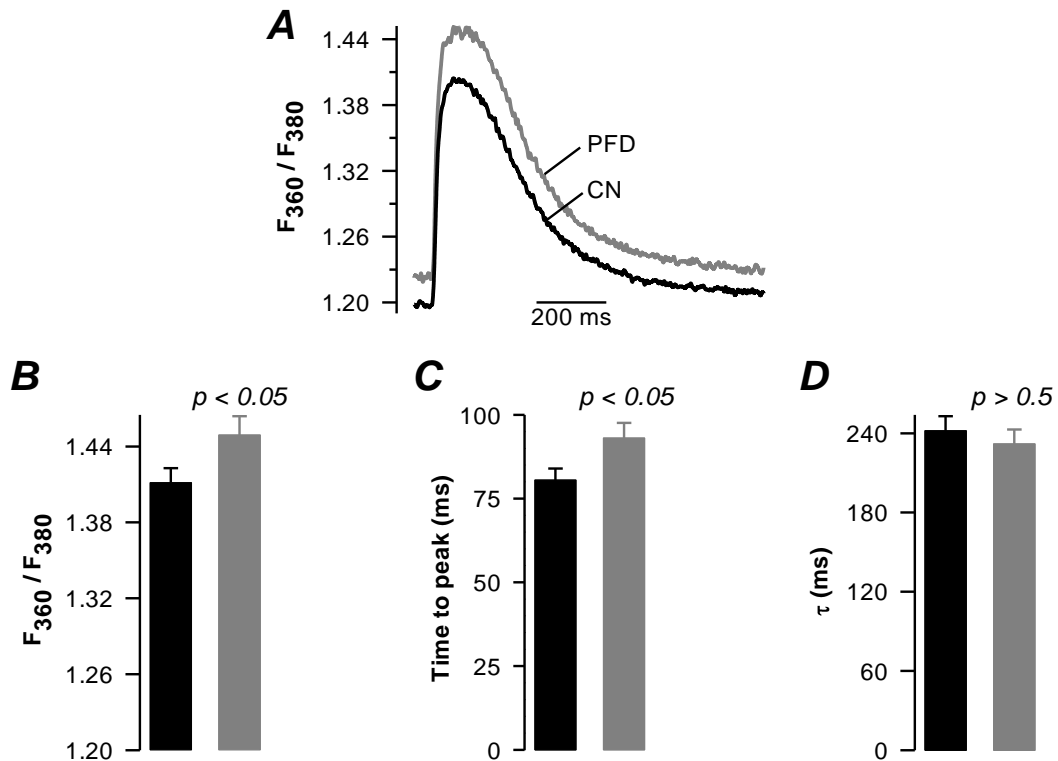 A
F360 / F380
1.44
1.38
1.32
1.26
1.20
PFD
CN
200 ms
B
p < 0.05
F360 / F380
1.44
1.38
1.32
1.26
1.20
C
p < 0.05
Time to peak (ms)
100
75
50
25
0
D
p > 0.5
τ (ms)
240
180
120
60
0